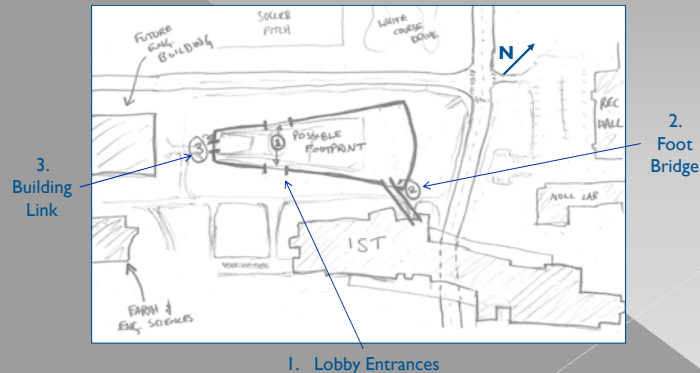 SOCCER
PITCH
WHITE
COURSE
DRIVE
FUTURE
ENG.
BUILDING
N
REC
HALL
2.
Foot
Bridge
3.
Building
Link
3
1
POSSIBLE
FOOTPRINT
2
NOLL LAB
IST
EARTH &
ENG. SCIENCES
1. Lobby Entrances